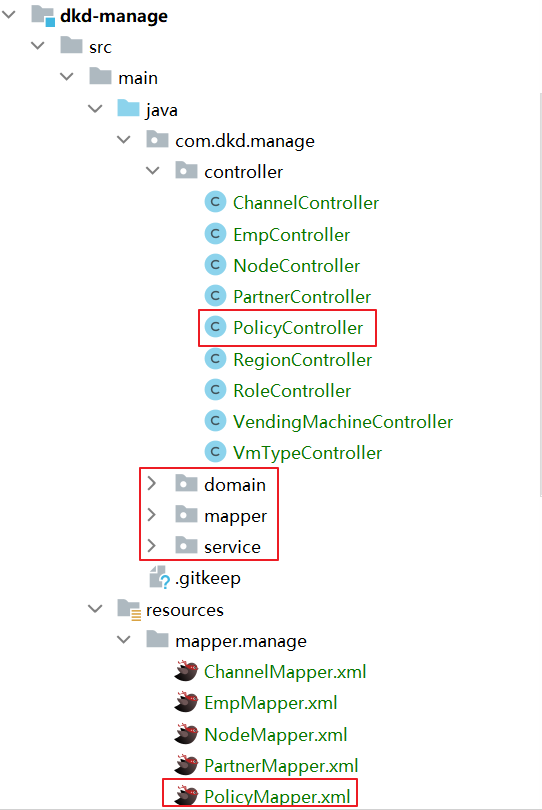 dkd-manage
src
main
java
com.dkd.manage
controller
C ChannelController
C EmpController
C NodeController
C PartnerController
C PolicyController
C RegionController
C RoleController
C VendingMachineController
C VmTypeController
domain
mapper
service
.gitkeep
resources
mapper.manage
ChannelMapper.xml
EmpMapper.xml
NodeMapper.xml
PartnerMapper.xml
PolicyMapper.xml